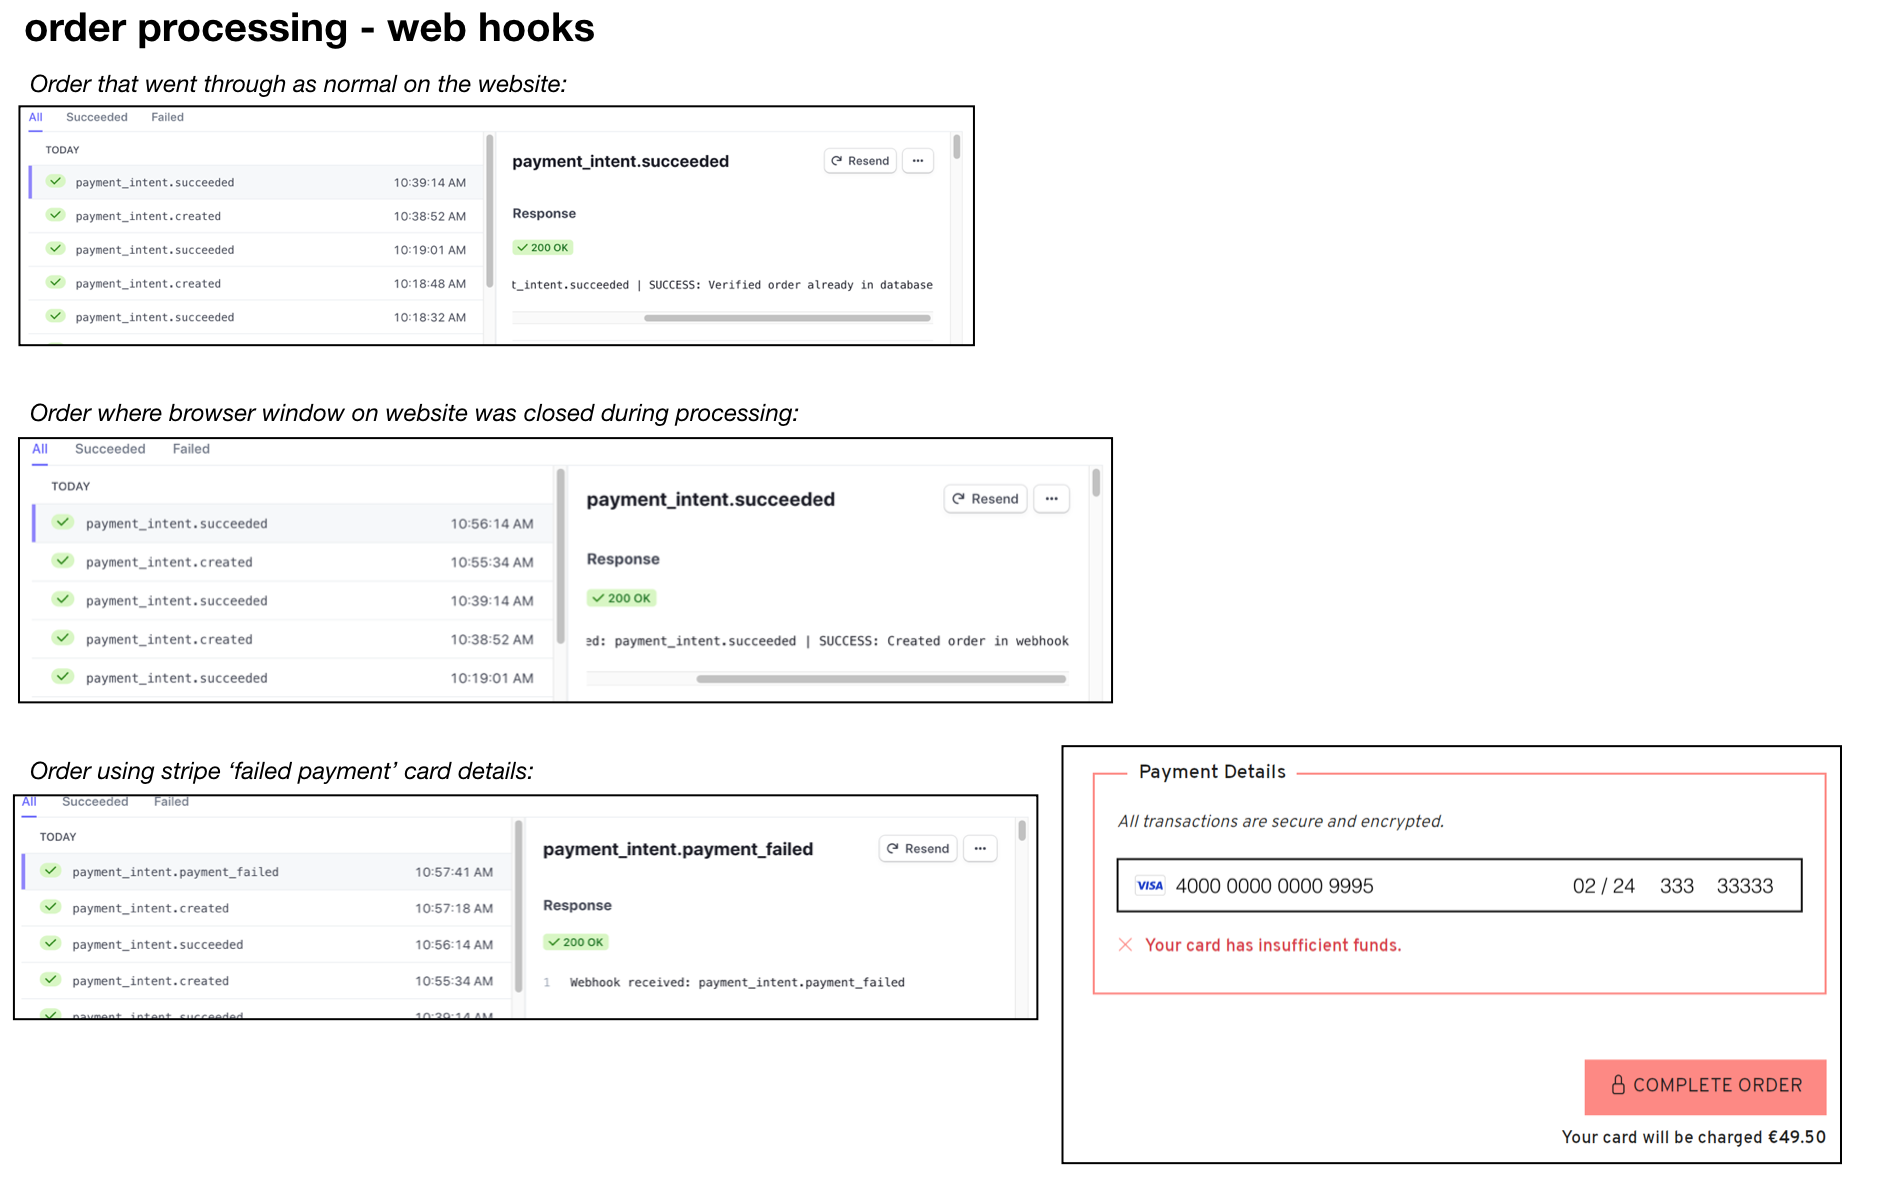 order processing - web hooks
Order that went through as normal on the website:
All Succeeded Failed
TODAY
payment_intent.succeeded 10:39:14 AM
payment_intent.created 10:38:52 AM
payment_intent.succeeded 10:19:01 AM
payment_intent.created 10:18:48 AM
payment_intent.succeeded 10:18:32 AM
payment_intent.succeeded
Resend ···
Response
200 OK
t_intent.succeeded | SUCCESS: Verified order already in database
Order where browser window on website was closed during processing:
All Succeeded Failed
TODAY
payment_intent.succeeded 10:56:14 AM
payment_intent.created 10:55:34 AM
payment_intent.succeeded 10:39:14 AM
payment_intent.created 10:38:52 AM
payment_intent.succeeded 10:19:01 AM
payment_intent.succeeded
Resend ···
Response
200 OK
ed: payment_intent.succeeded | SUCCESS: Created order in webhook
Order using stripe ‘failed payment’ card details:
All Succeeded Failed
TODAY
payment_intent.payment_failed 10:57:41 AM
payment_intent.created 10:57:18 AM
payment_intent.succeeded 10:56:14 AM
payment_intent.created 10:55:34 AM
payment_intent.succeeded 10:39:14 AM
payment_intent.payment_failed
Resend ···
Response
200 OK
1 Webhook received: payment_intent.payment_failed
Payment Details
All transactions are secure and encrypted.
VISA 4000 0000 0000 9995 02 / 24 333 33333
Your card has insufficient funds.
COMPLETE ORDER
Your card will be charged €49.50